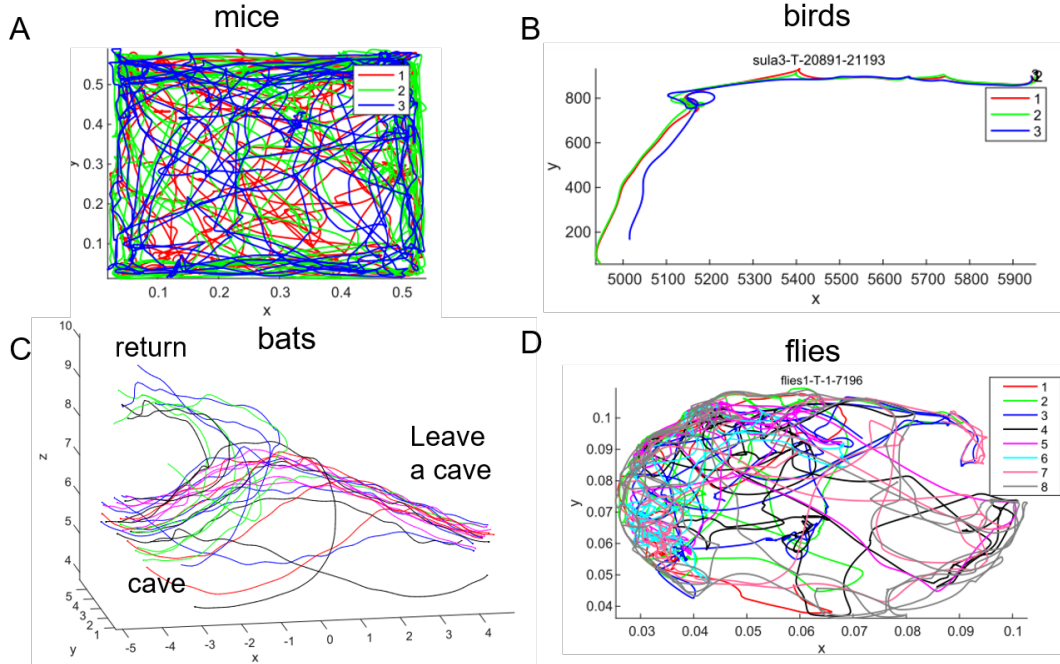 A
mice
0.5
0.4
0.3
0.2
0.1
y
0.1 0.2 0.3 0.4 0.5
x
1
2
3
B
birds
sula3-T-20891-21193
800
600
400
200
y
5000 5100 5200 5300 5400 5500 5600 5700 5800 5900
x
1
2
3
C
bats
return
Leave
a cave
cave
10
9
8
7
6
5
4
z
5
4
3
2
1
y
-5 -4 -3 -2 -1 0 1 2 3 4
x
D
flies
flies1-T-1-7196
0.1
0.09
0.08
0.07
0.06
0.05
0.04
y
0.03 0.04 0.05 0.06 0.07 0.08 0.09 0.1
x
1
2
3
4
5
6
7
8